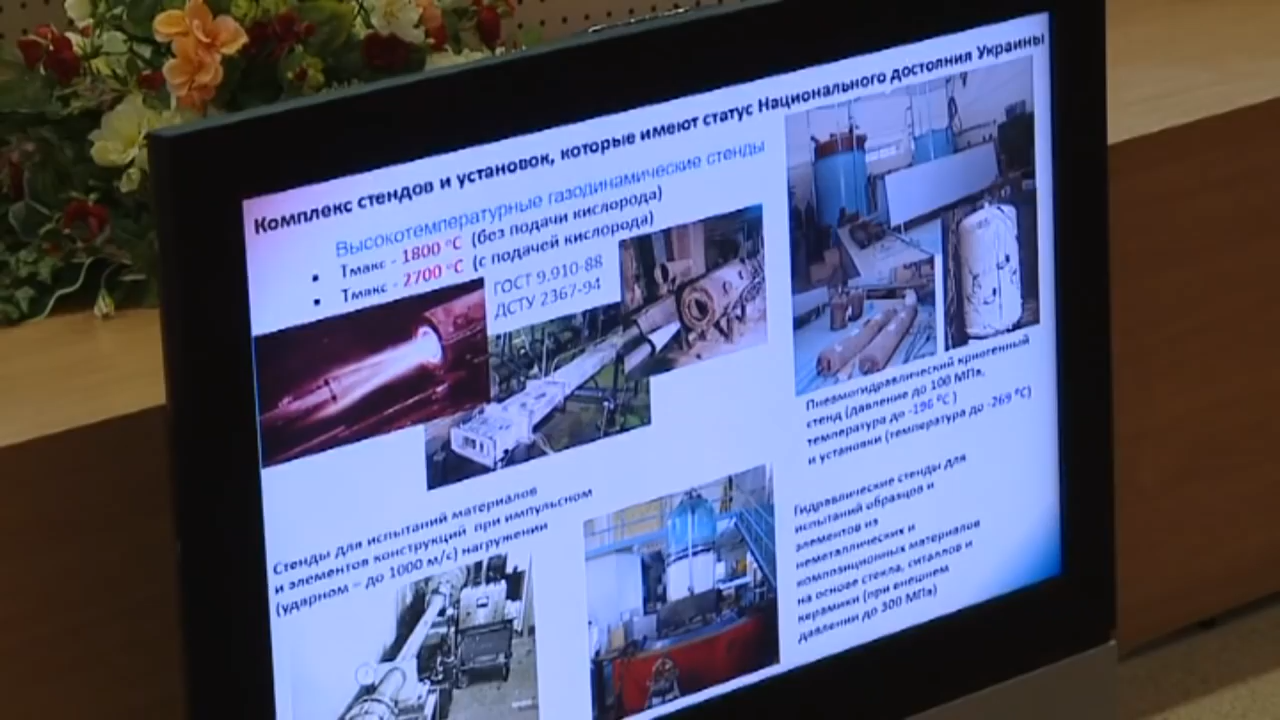 Комплекс стендов и установок, которые имеют статус Национального достояния Украины
Высокотемпературные газодинамические стенды
• Тмакс - 1800 °С (без подачи кислорода)
• Тмакс - 2700 °С (с подачей кислорода)
ГОСТ 9.910-88
ДСТУ 2367-94
Пневмогидравлический криогенный
стенд (давление до 100 МПа,
температура до -196 °С )
и установки (температура до -269 °С)
Стенды для испытаний материалов
и элементов конструкций при импульсном
(ударном – до 1000 м/с) нагружении
Гидравлические стенды для
испытаний образцов и
элементов из
неметаллических и
композиционных материалов
на основе стекла, ситаллов и
керамики (при внешнем
давлении до 300 МПа)